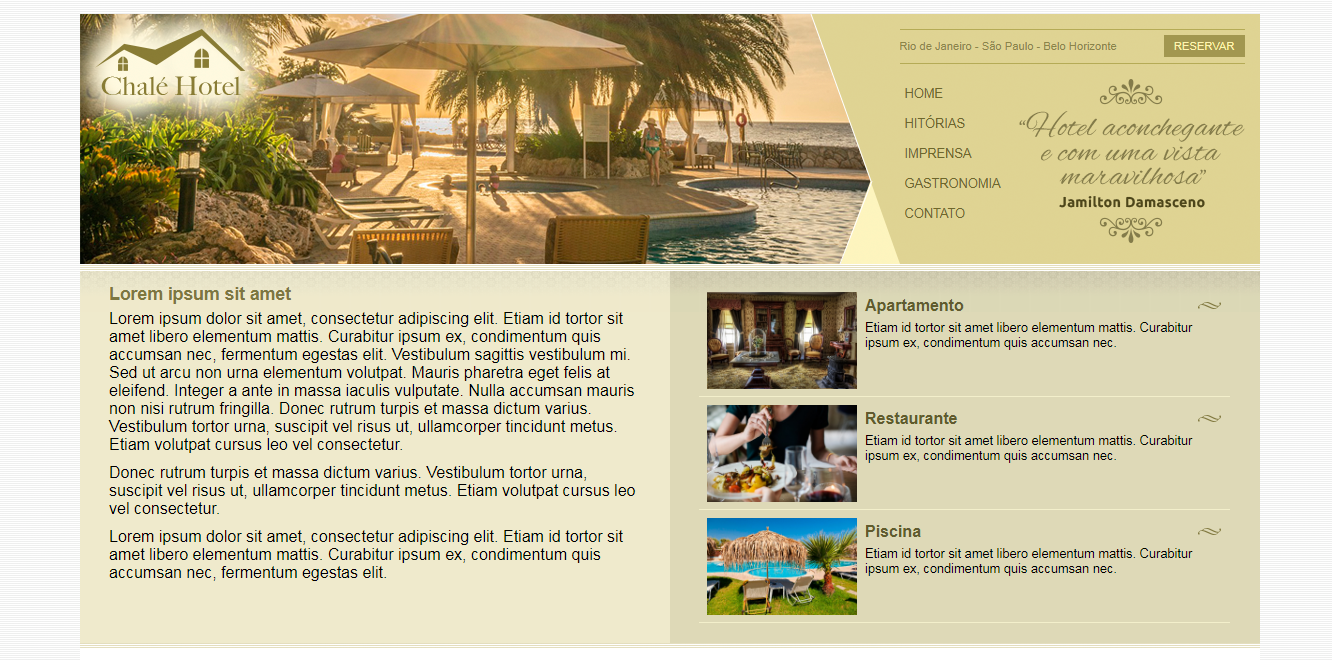 Chalé Hotel
Rio de Janeiro - São Paulo - Belo Horizonte
RESERVAR
HOME
HITÓRIAS
IMPRENSA
GASTRONOMIA
CONTATO
“Hotel aconchegante
e com uma vista
maravilhosa”
Jamilton Damasceno
Lorem ipsum sit amet
Lorem ipsum dolor sit amet, consectetur adipiscing elit. Etiam id tortor sit
amet libero elementum mattis. Curabitur ipsum ex, condimentum quis
accumsan nec, fermentum egestas elit. Vestibulum sagittis vestibulum mi.
Sed ut arcu non urna elementum volutpat. Mauris pharetra eget felis at
eleifend. Integer a ante in massa iaculis vulputate. Nulla accumsan mauris
non nisi rutrum fringilla. Donec rutrum turpis et massa dictum varius.
Vestibulum tortor urna, suscipit vel risus ut, ullamcorper tincidunt metus.
Etiam volutpat cursus leo vel consectetur.
Donec rutrum turpis et massa dictum varius. Vestibulum tortor urna,
suscipit vel risus ut, ullamcorper tincidunt metus. Etiam volutpat cursus leo
vel consectetur.
Lorem ipsum dolor sit amet, consectetur adipiscing elit. Etiam id tortor sit
amet libero elementum mattis. Curabitur ipsum ex, condimentum quis
accumsan nec, fermentum egestas elit.
Apartamento
Etiam id tortor sit amet libero elementum mattis. Curabitur
ipsum ex, condimentum quis accumsan nec.
Restaurante
Etiam id tortor sit amet libero elementum mattis. Curabitur
ipsum ex, condimentum quis accumsan nec.
Piscina
Etiam id tortor sit amet libero elementum mattis. Curabitur
ipsum ex, condimentum quis accumsan nec.